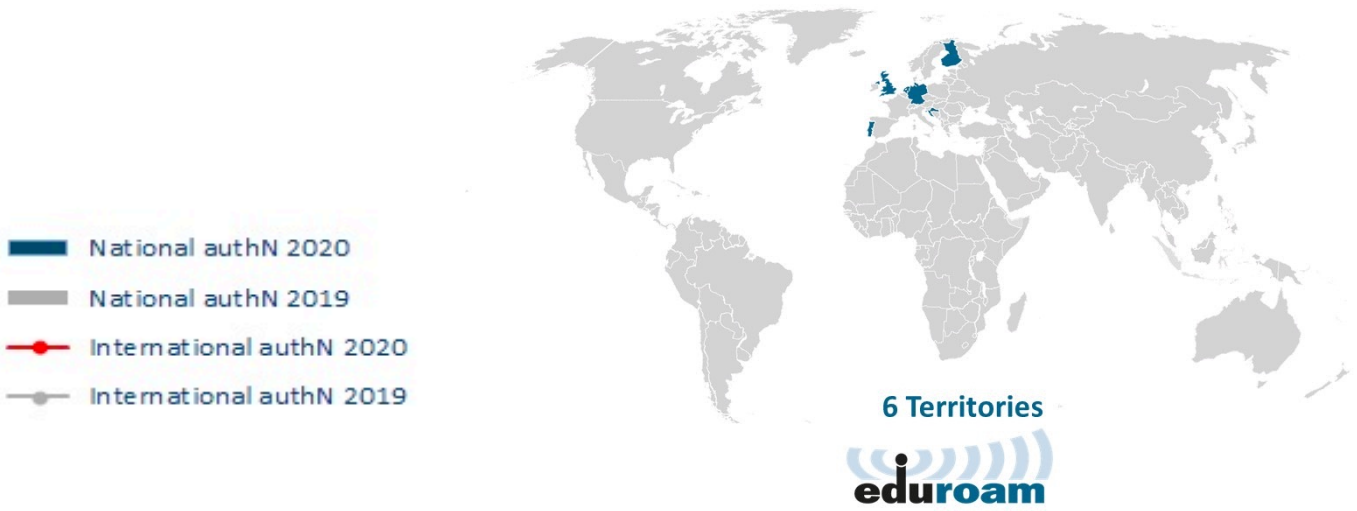 National authN 2020
National authN 2019
International authN 2020
International authN 2019
6 Territories
eduroam